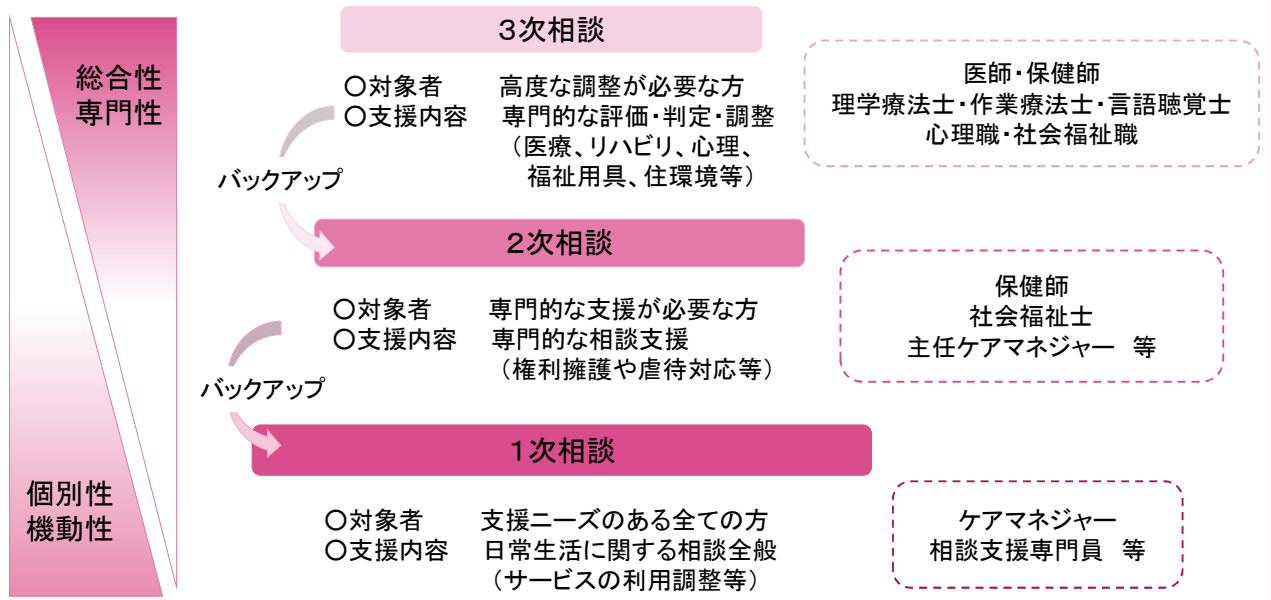 総合性
専門性
3次相談
〇対象者 高度な調整が必要な方
〇支援内容 専門的な評価・判定・調整
(医療、リハビリ、心理、
福祉用具、住環境等)
医師・保健師
理学療法士・作業療法士・言語聴覚士
心理職・社会福祉職
バックアップ
2次相談
〇対象者 専門的な支援が必要な方
〇支援内容 専門的な相談支援
(権利擁護や虐待対応等)
保健師
社会福祉士
主任ケアマネジャー 等
バックアップ
1次相談
個別性
機動性
〇対象者 支援ニーズのある全ての方
〇支援内容 日常生活に関する相談全般
(サービスの利用調整等)
ケアマネジャー
相談支援専門員 等